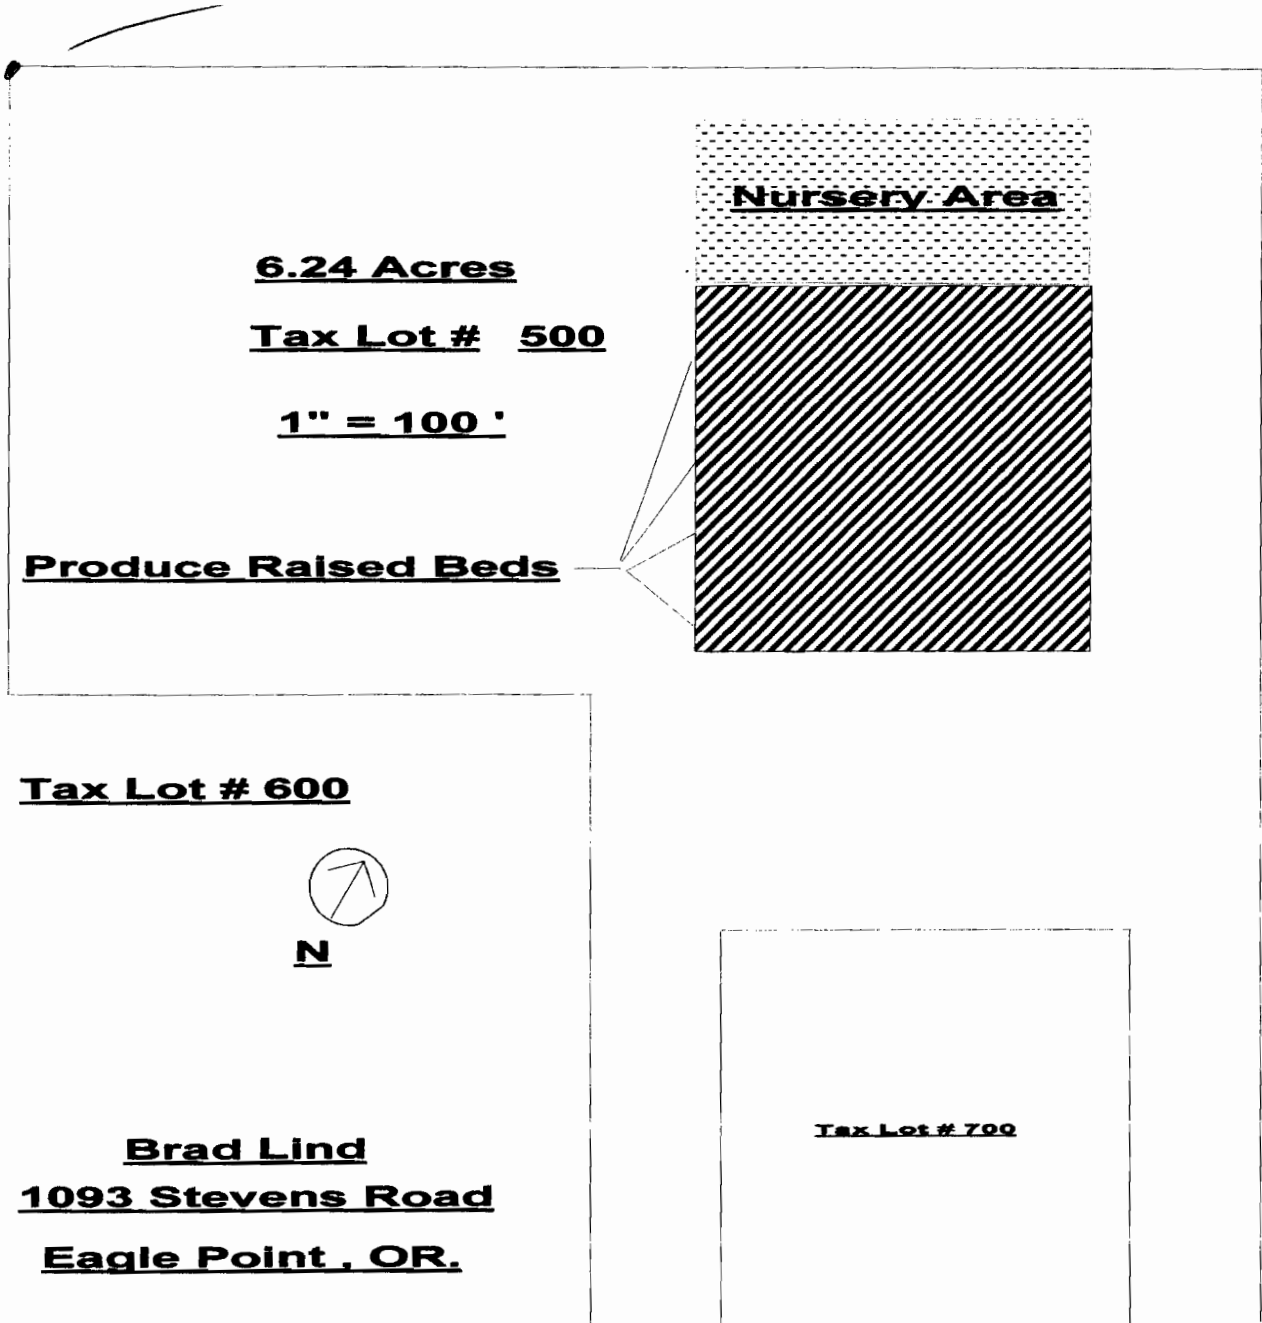 Nursery Area
6.24 Acres
Tax Lot # 500
1" = 100 '
Produce Raised Beds
Tax Lot # 600
N
Tax Lot # 700
Brad Lind
1093 Stevens Road
Eagle Point , OR.